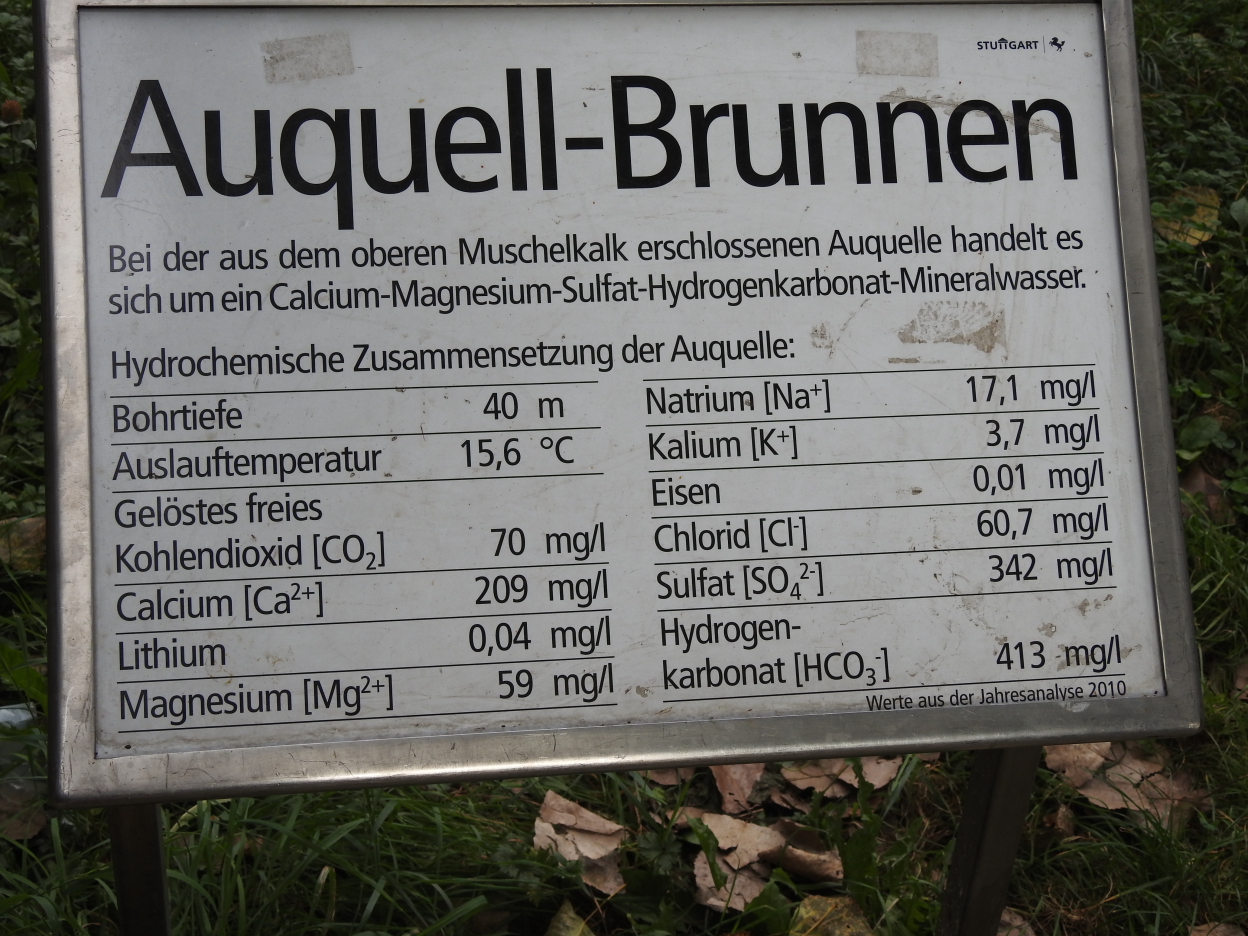 STUTTGART
Auquell-Brunnen
Bei der aus dem oberen Muschelkalk erschlossenen Auquelle handelt es
sich um ein Calcium-Magnesium-Sulfat-Hydrogenkarbonat-Mineralwasser.
Hydrochemische Zusammensetzung der Auquelle:
Bohrtiefe 40 m
Auslauftemperatur 15,6 °C
Gelöstes freies
Kohlendioxid [CO₂] 70 mg/l
Calcium [Ca²⁺] 209 mg/l
Lithium 0,04 mg/l
Magnesium [Mg²⁺] 59 mg/l
Natrium [Na⁺] 17,1 mg/l
Kalium [K⁺] 3,7 mg/l
Eisen 0,01 mg/l
Chlorid [Cl⁻] 60,7 mg/l
Sulfat [SO₄²⁻] 342 mg/l
Hydrogen-
karbonat [HCO₃⁻] 413 mg/l
Werte aus der Jahresanalyse 2010